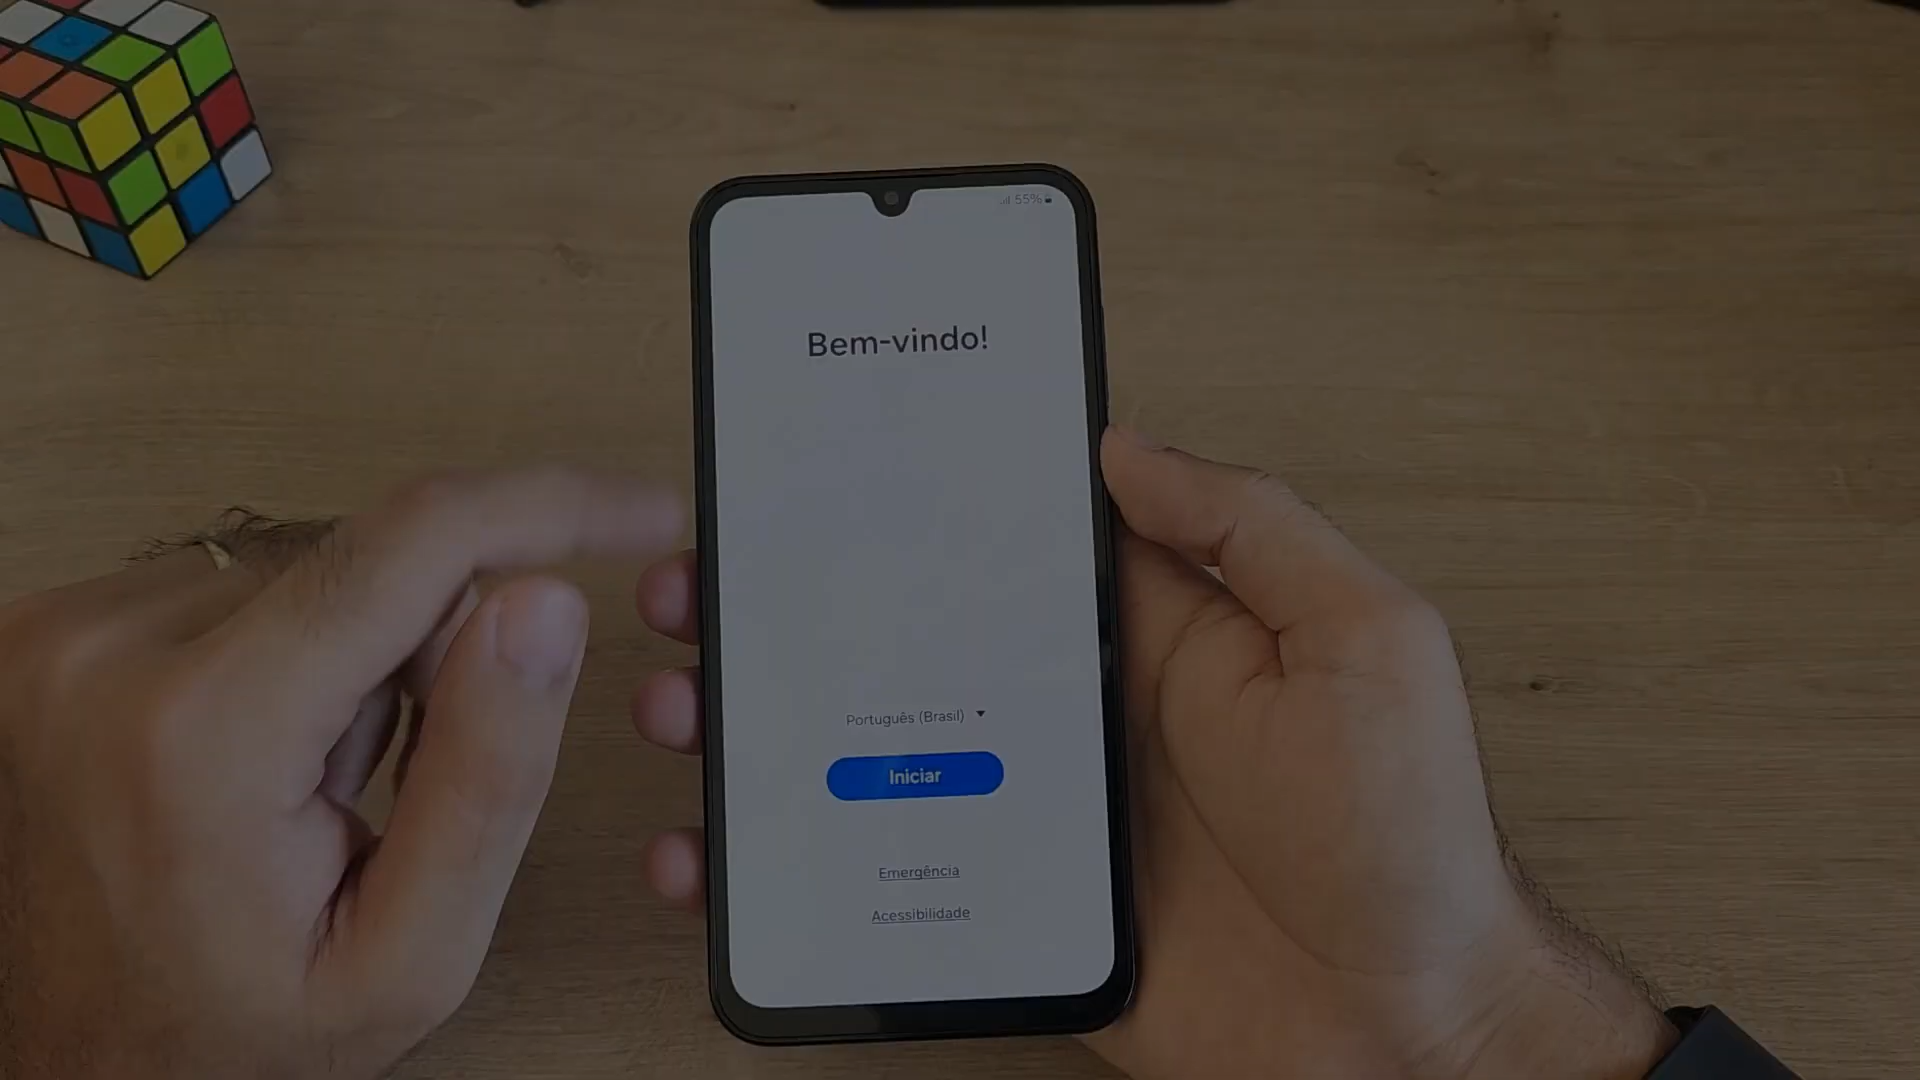 55%
Bem-vindo!
Português (Brasil)
Iniciar
Emergência
Acessibilidade